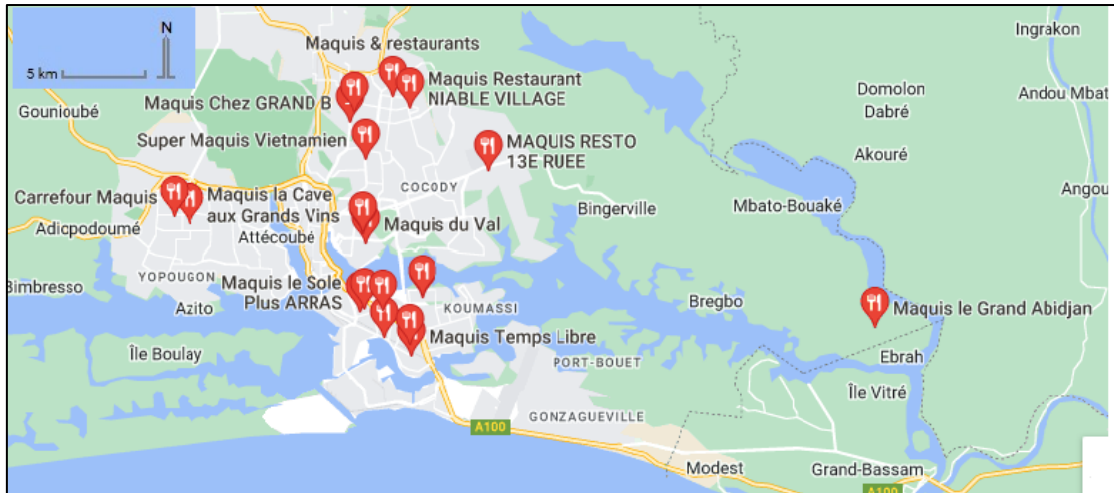 N
5 km
Maquis & restaurants
Ingrakon
Maquis Restaurant
NIABLE VILLAGE
Domolon
Dabré
Andou Mbat
Maquis Chez GRAND B
Gounioubé
Super Maquis Vietnamien
MAQUIS RESTO
13E RUEE
Akouré
Carrefour Maquis
Maquis la Cave
aux Grands Vins
COCODY
Angou
Adicpodoumé
Attécoubé
Maquis du Val
Bingerville
Mbato-Bouaké
YOPOUGON
Bimbresso
Azito
Maquis le Sole
Plus ARRAS
KOUMASSI
Bregbo
Maquis le Grand Abidjan
Maquis Temps Libre
Île Boulay
PORT-BOUET
Ebrah
Île Vitré
GONZAGUEVILLE
A100
Modest
Grand-Bassam
A100